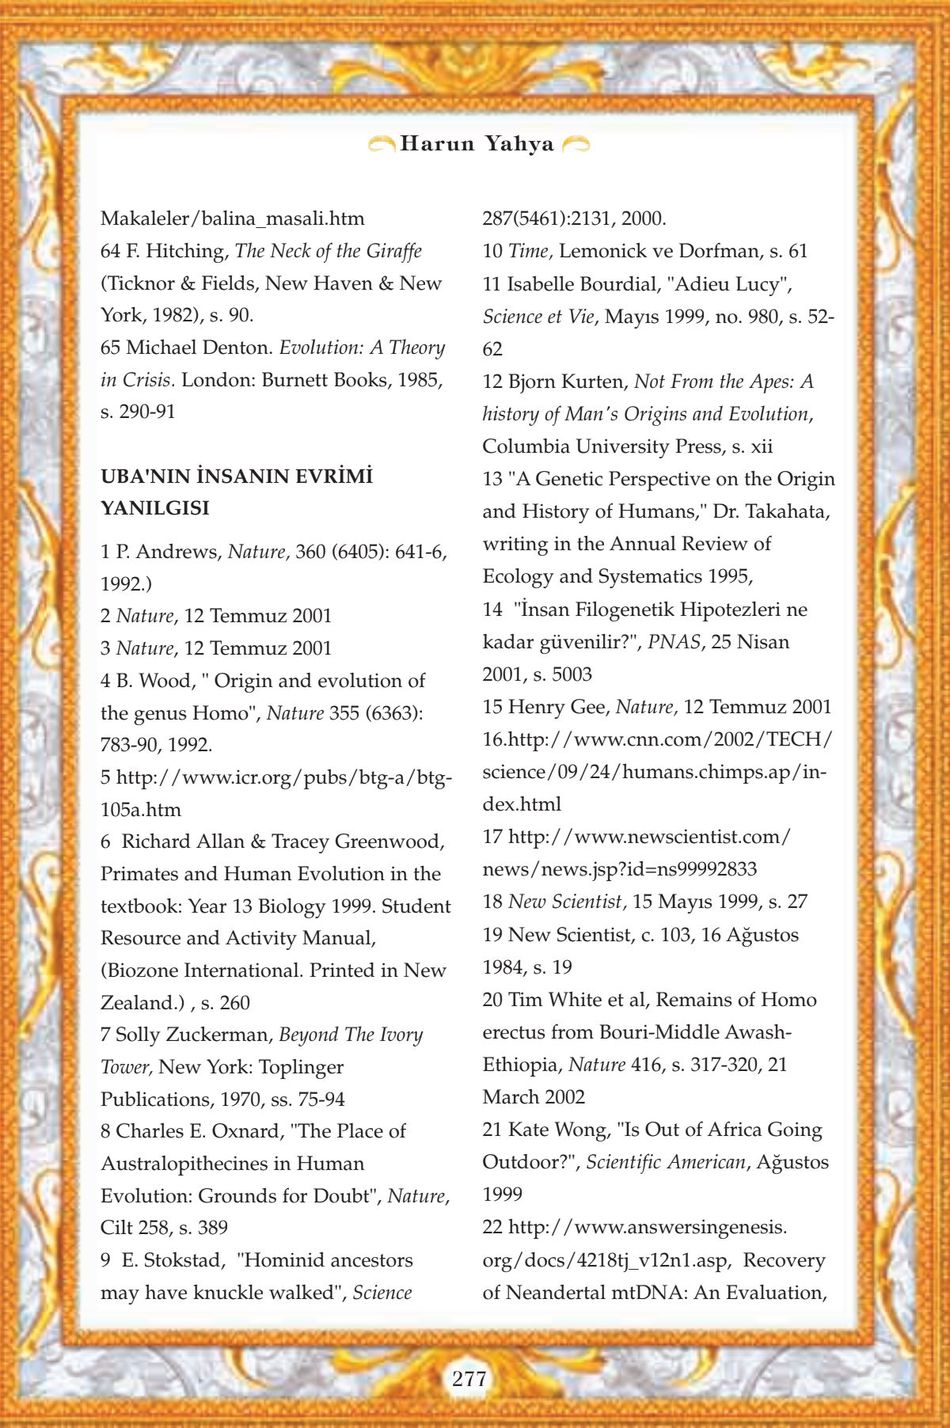 Harun Yahya
Makaleler/balina_masali.htm
64 F. Hitching, The Neck of the Giraffe
(Ticknor & Fields, New Haven & New
York, 1982), s. 90.
65 Michael Denton. Evolution: A Theory
in Crisis. London: Burnett Books, 1985,
s. 290-91
UBA'NIN İNSANIN EVRİMİ
YANILGISI
1 P. Andrews, Nature, 360 (6405): 641-6,
1992.)
2 Nature, 12 Temmuz 2001
3 Nature, 12 Temmuz 2001
4 B. Wood, " Origin and evolution of
the genus Homo", Nature 355 (6363):
783-90, 1992.
5 http://www.icr.org/pubs/btg-a/btg-
105a.htm
6  Richard Allan & Tracey Greenwood,
Primates and Human Evolution in the
textbook: Year 13 Biology 1999. Student
Resource and Activity Manual,
(Biozone International. Printed in New
Zealand.) , s. 260
7 Solly Zuckerman, Beyond The Ivory
Tower, New York: Toplinger
Publications, 1970, ss. 75-94
8 Charles E. Oxnard, "The Place of
Australopithecines in Human
Evolution: Grounds for Doubt", Nature,
Cilt 258, s. 389
9  E. Stokstad,  "Hominid ancestors
may have knuckle walked", Science
287(5461):2131, 2000.
10 Time, Lemonick ve Dorfman, s. 61
11 Isabelle Bourdial, "Adieu Lucy",
Science et Vie, Mayıs 1999, no. 980, s. 52-
62
12 Bjorn Kurten, Not From the Apes: A
history of Man's Origins and Evolution,
Columbia University Press, s. xii
13 "A Genetic Perspective on the Origin
and History of Humans," Dr. Takahata,
writing in the Annual Review of
Ecology and Systematics 1995,
14  "İnsan Filogenetik Hipotezleri ne
kadar güvenilir?", PNAS, 25 Nisan
2001, s. 5003
15 Henry Gee, Nature, 12 Temmuz 2001
16.http://www.cnn.com/2002/TECH/
science/09/24/humans.chimps.ap/in-
dex.html
17 http://www.newscientist.com/
news/news.jsp?id=ns99992833
18 New Scientist, 15 Mayıs 1999, s. 27
19 New Scientist, c. 103, 16 Ağustos
1984, s. 19
20 Tim White et al, Remains of Homo
erectus from Bouri-Middle Awash-
Ethiopia, Nature 416, s. 317-320, 21
March 2002
21 Kate Wong, "Is Out of Africa Going
Outdoor?", Scientific American, Ağustos
1999
22 http://www.answersingenesis.
org/docs/4218tj_v12n1.asp,  Recovery
of Neandertal mtDNA: An Evaluation,
277